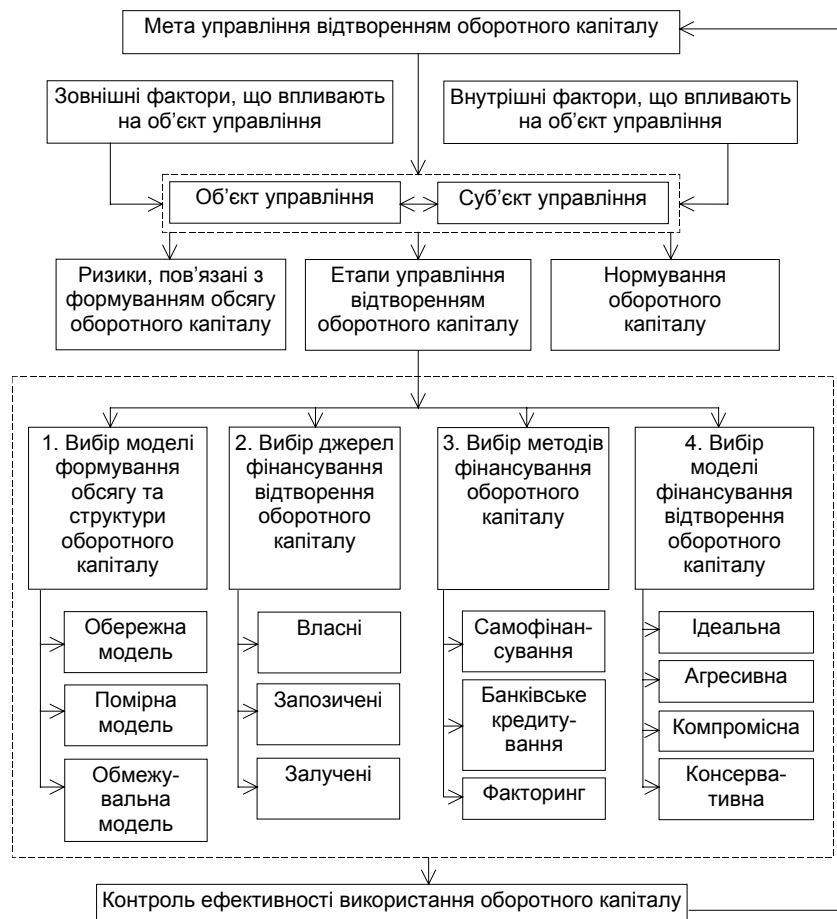 Мета управління відтворенням оборотного капіталу
Зовнішні фактори, що впливають
на об’єкт управління
Внутрішні фактори, що впливають
на об’єкт управління
Об’єкт управління
Суб’єкт управління
Ризики, пов’язані з
формуванням обсягу
оборотного капіталу
Етапи управління
відтворенням
оборотного капіталу
Нормування
оборотного
капіталу
1. Вибір моделі
формування
обсягу та
структури
оборотного
капіталу
2. Вибір джерел
фінансування
відтворення
оборотного
капіталу
3. Вибір методів
фінансування
оборотного
капіталу
4. Вибір
моделі
фінансування
відтворення
оборотного
капіталу
Обережна
модель
Помірна
модель
Обмежу-
вальна
модель
Власні
Запозичені
Залучені
Самофінан-
сування
Банківське
кредиту-
вання
Факторинг
Ідеальна
Агресивна
Компромісна
Консерва-
тивна
Контроль ефективності використання оборотного капіталу